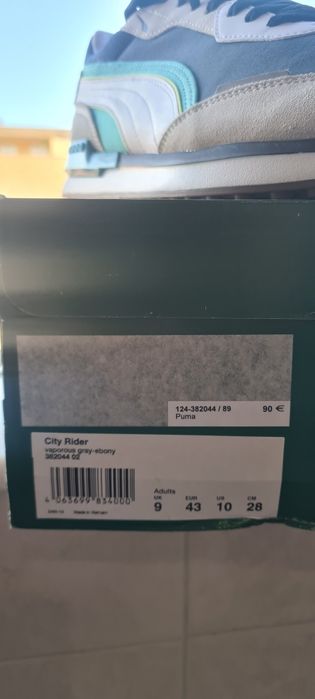 124-382044 / 89 90 €
Puma
City Rider
vaporous gray-ebony
382044 02
4 063699 834000
Made in Vietnam
Adults
UK EUR US CM
9 43 10 28